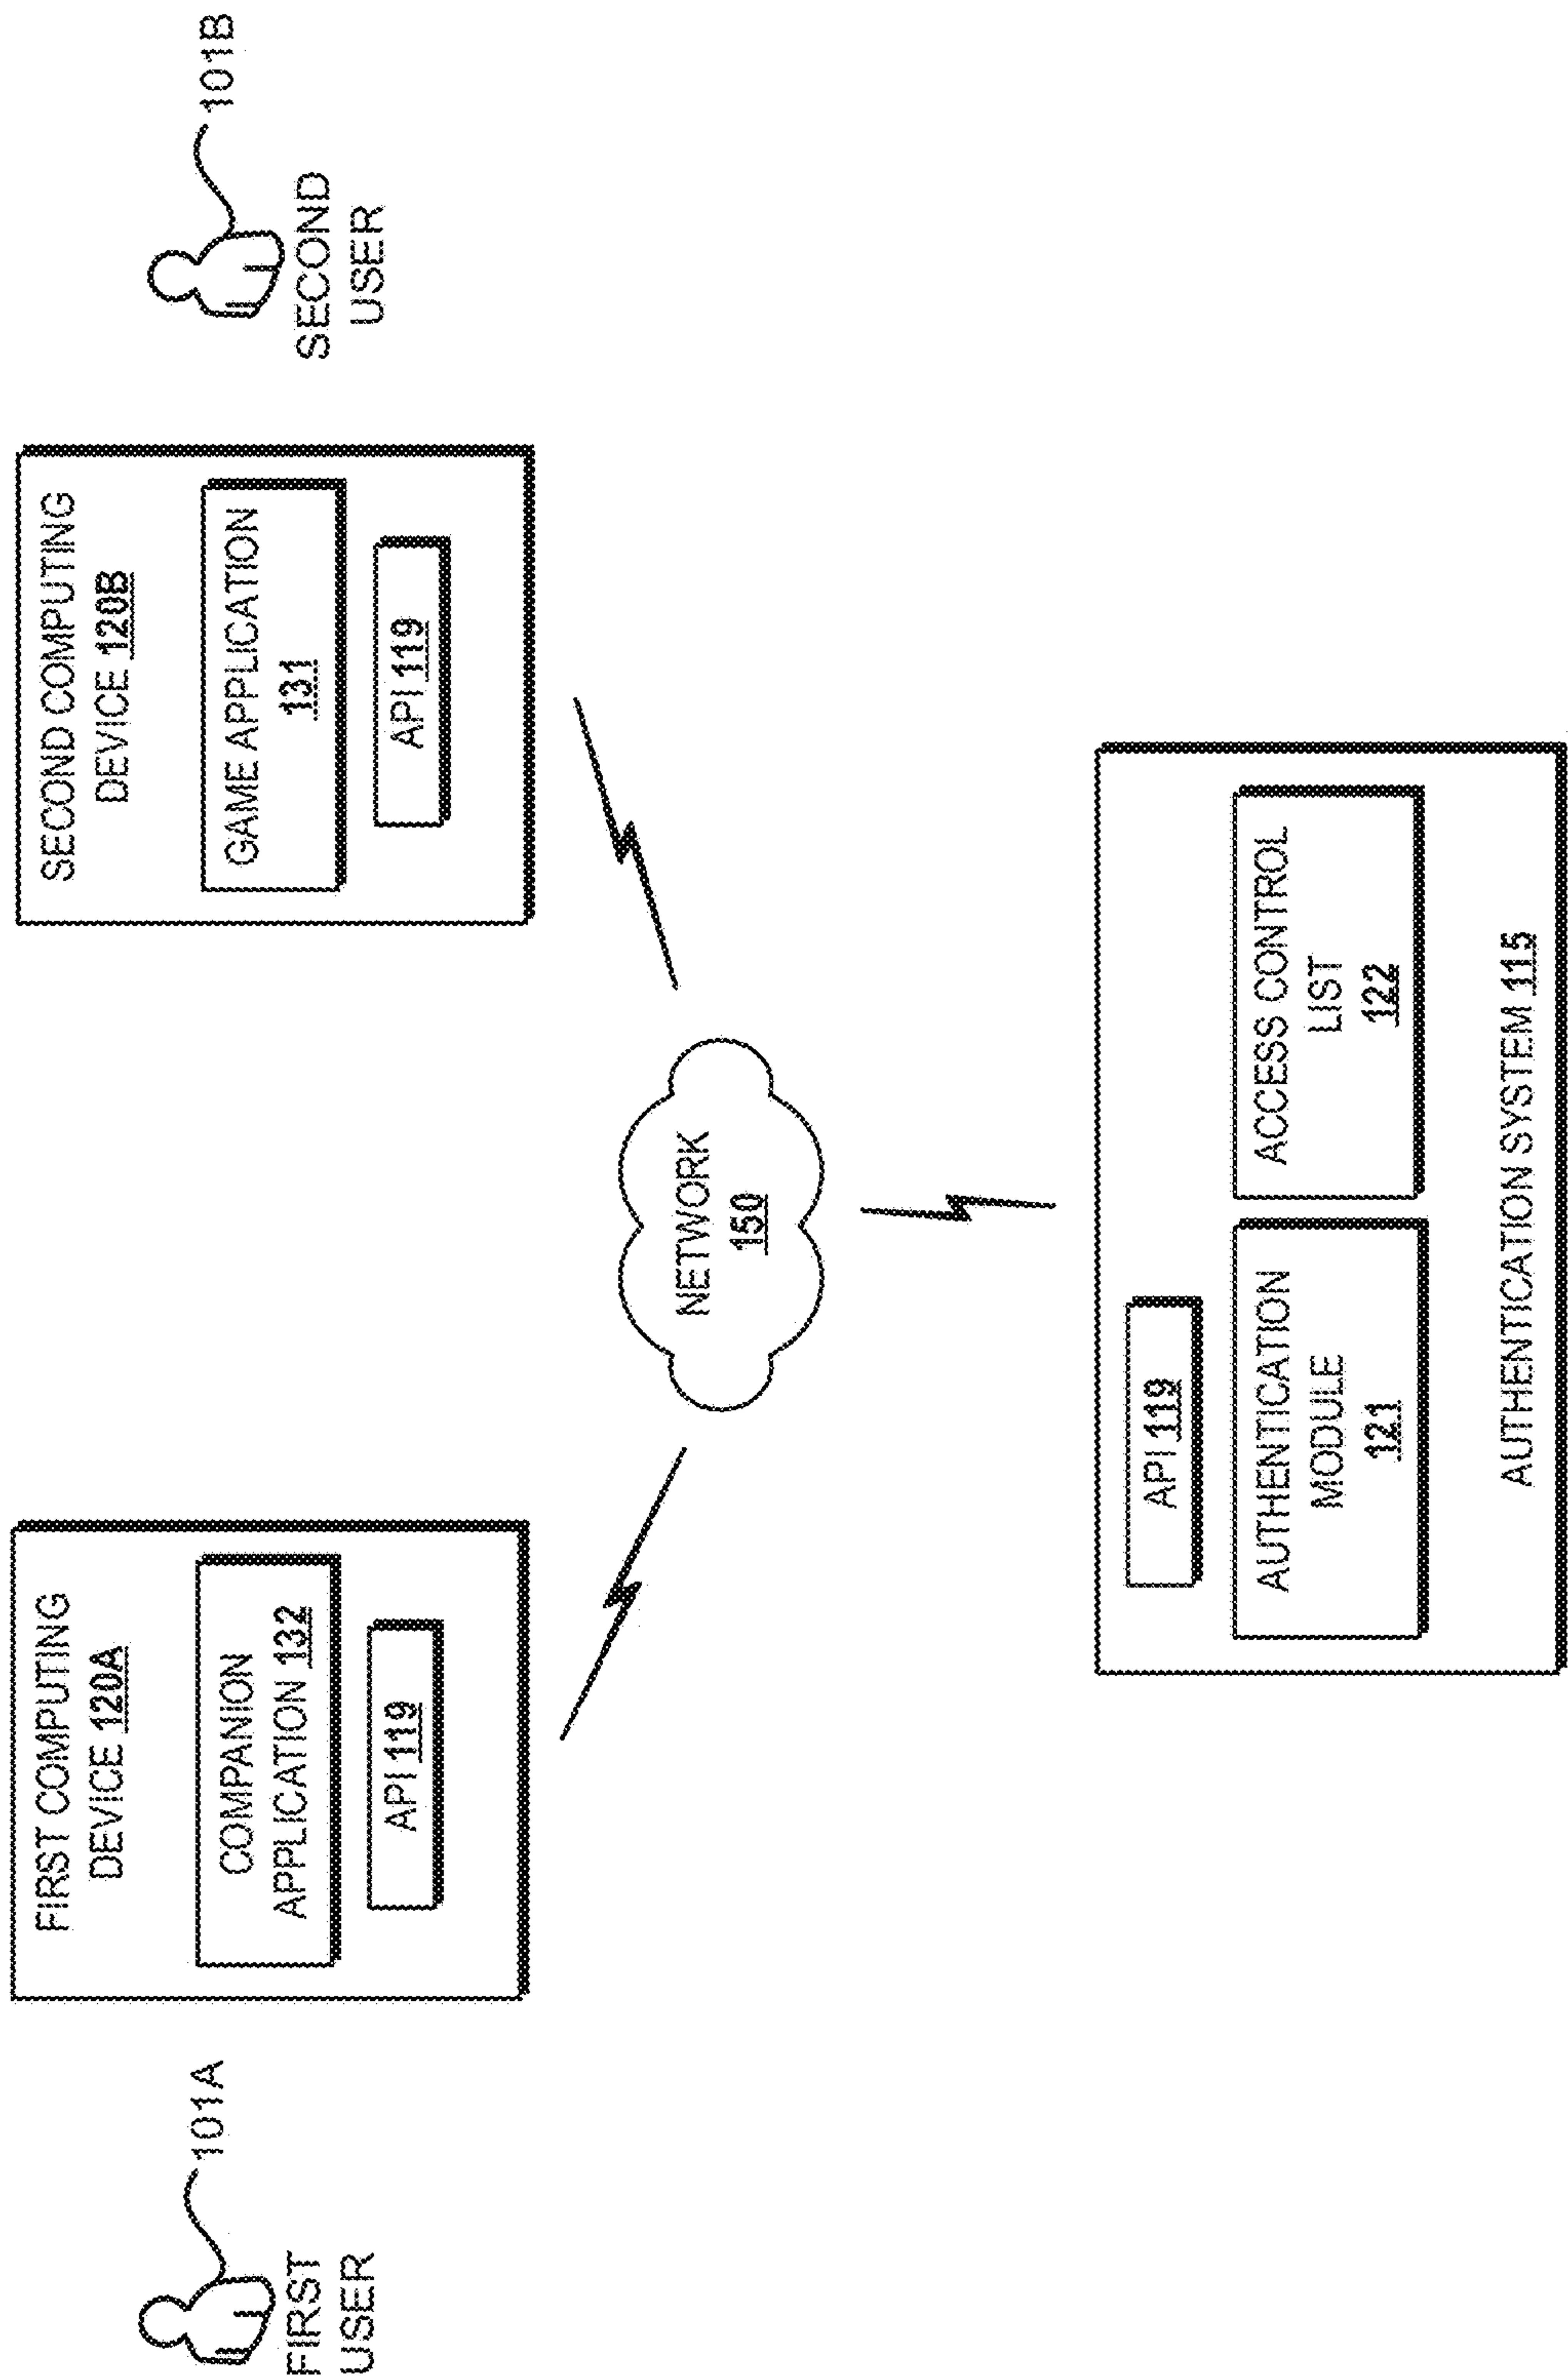 FIRST
USER
101A
FIRST COMPUTING
DEVICE 120A
COMPANION
APPLICATION 132
API 119
SECOND COMPUTING
DEVICE 120B
GAME APPLICATION
131
API 119
101B
SECOND
USER
NETWORK
150
API 119
AUTHENTICATION
MODULE
121
ACCESS CONTROL
LIST
122
AUTHENTICATION SYSTEM 115